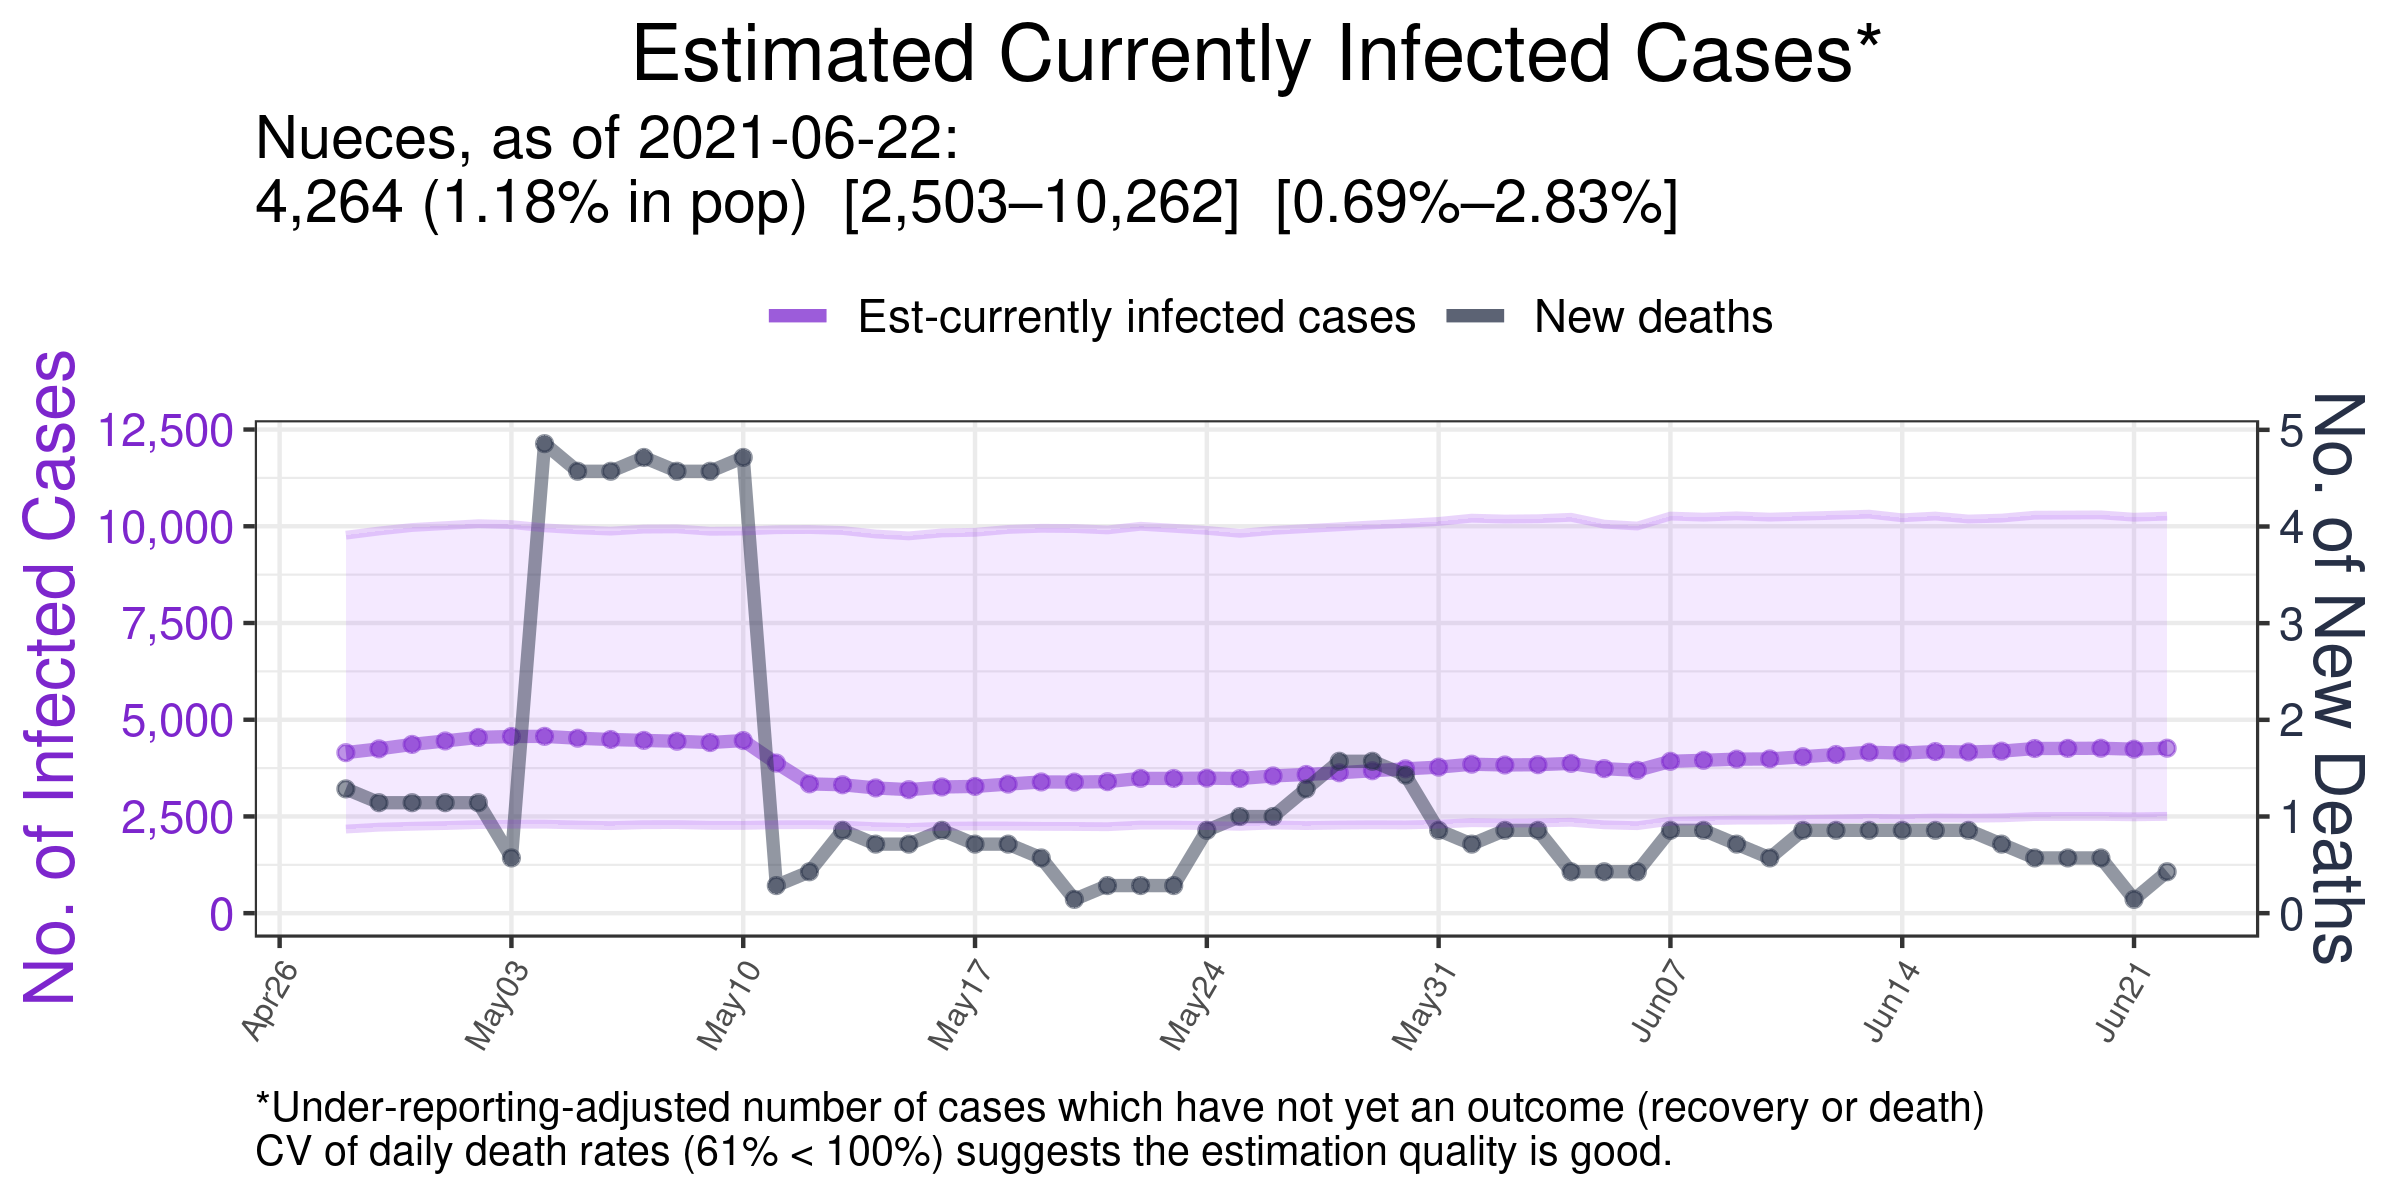 Estimated Currently Infected Cases*
Nueces, as of 2021-06-22:
4,264 (1.18% in pop)  [2,503–10,262]  [0.69%–2.83%]
Est-currently infected cases
New deaths
No. of Infected Cases
12,500
10,000
7,500
5,000
2,500
0
5
4
3
2
1
0
No. of New Deaths
Apr26
May03
May10
May17
May24
May31
Jun07
Jun14
Jun21
*Under-reporting-adjusted number of cases which have not yet an outcome (recovery or death)
CV of daily death rates (61% < 100%) suggests the estimation quality is good.